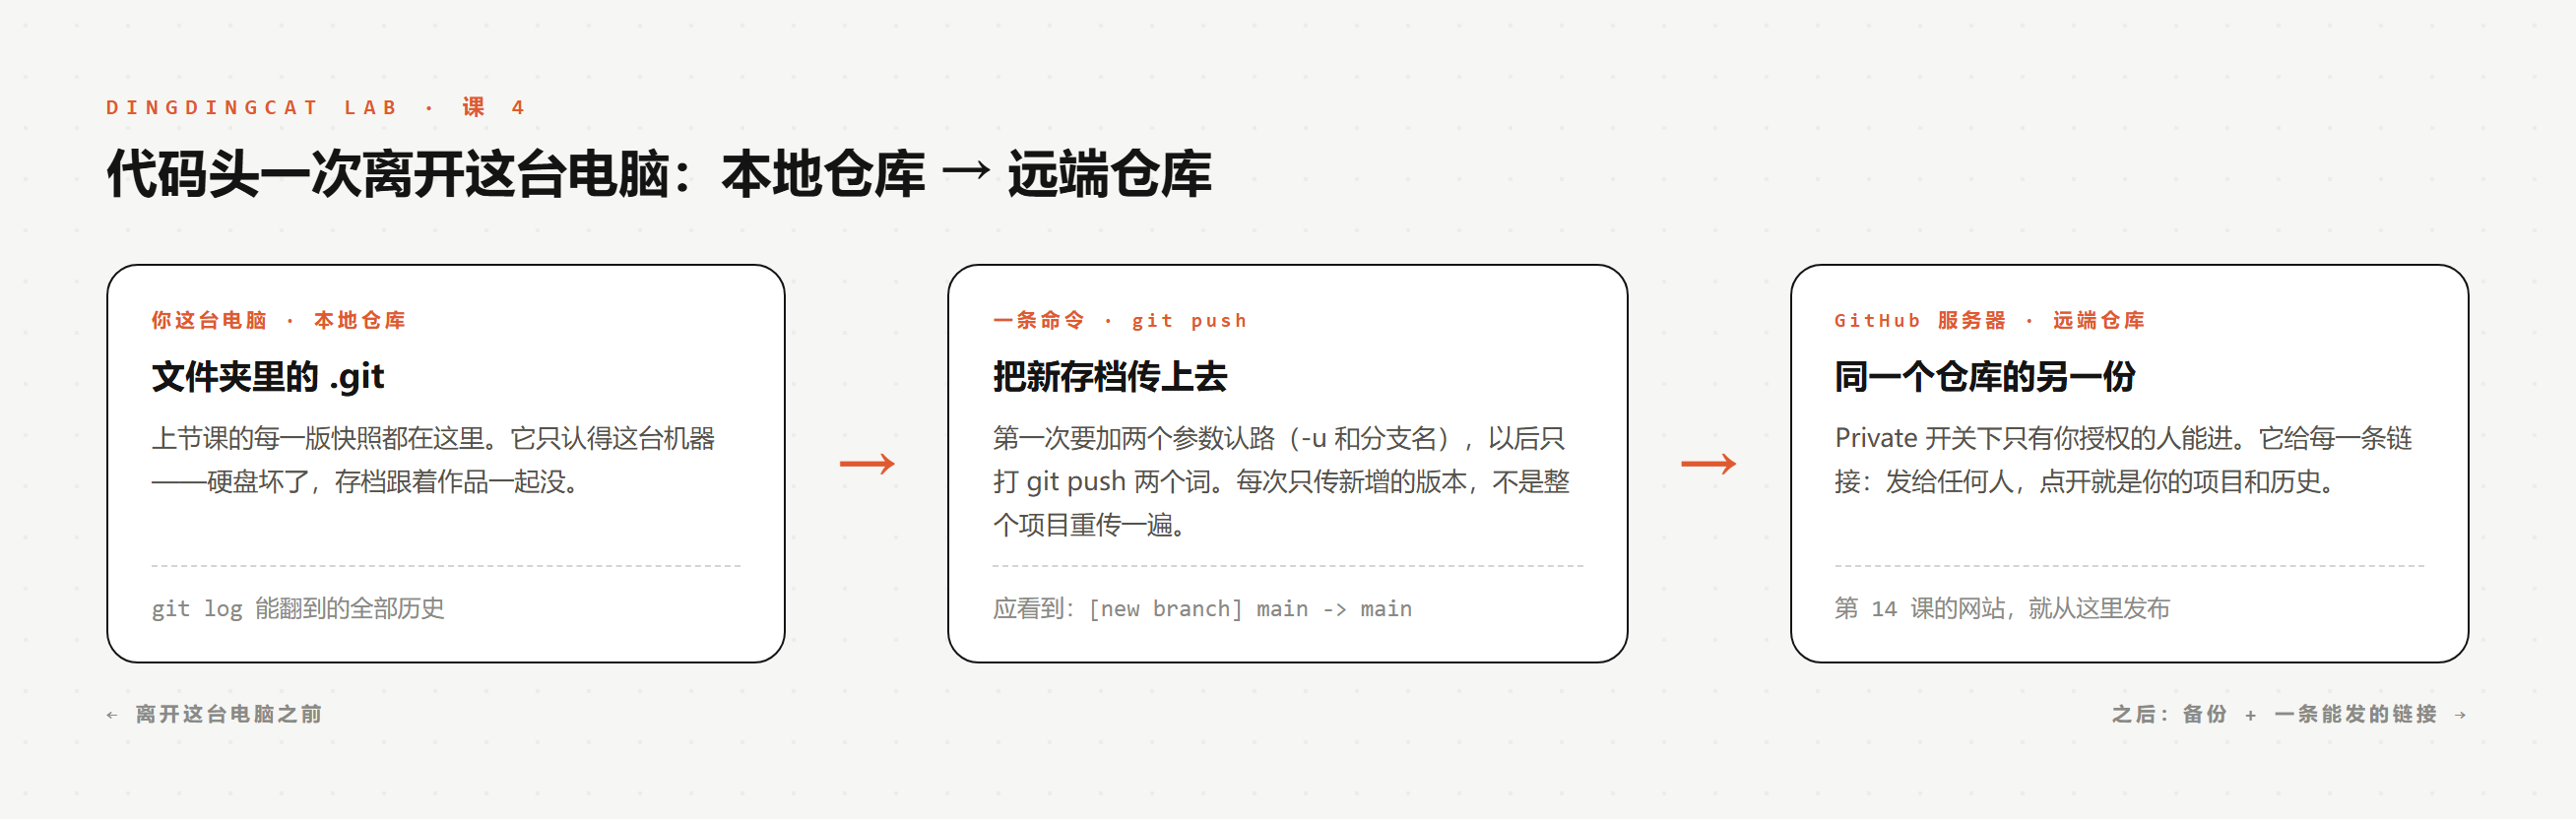 DINGDINGCAT LAB · 课 4
代码头一次离开这台电脑：本地仓库 → 远端仓库
你这台电脑 · 本地仓库
文件夹里的 .git
上节课的每一版快照都在这里。它只认得这台机器
——硬盘坏了，存档跟着作品一起没。
git log 能翻到的全部历史
→
一条命令 · git push
把新存档传上去
第一次要加两个参数认路（-u 和分支名），以后只
打 git push 两个词。每次只传新增的版本，不是整
个项目重传一遍。
应看到：[new branch] main -> main
→
GitHub 服务器 · 远端仓库
同一个仓库的另一份
Private 开关下只有你授权的人能进。它给每一条链
接：发给任何人，点开就是你的项目和历史。
第 14 课的网站，就从这里发布
← 离开这台电脑之前
之后：备份 + 一条能发的链接 →